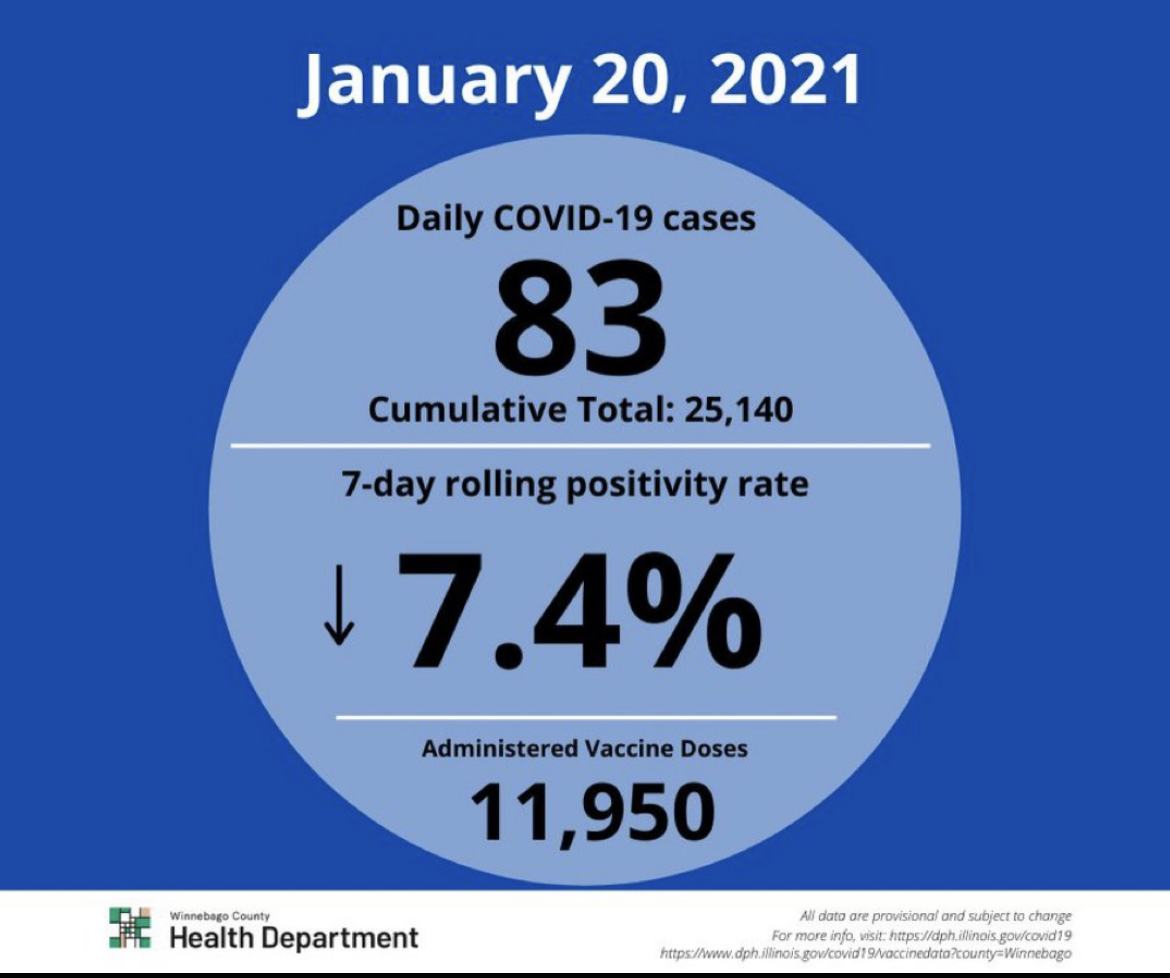 January 20, 2021
Daily COVID-19 cases
83
Cumulative Total: 25,140
7-day rolling positivity rate
↓ 7.4%
Administered Vaccine Doses
11,950
Winnebago County
Health Department
All data are provisional and subject to change
For more info, visit: https://dph.illinois.gov/covid19
https://www.dph.illinois.gov/covid19/vaccinedata?county=Winnebago